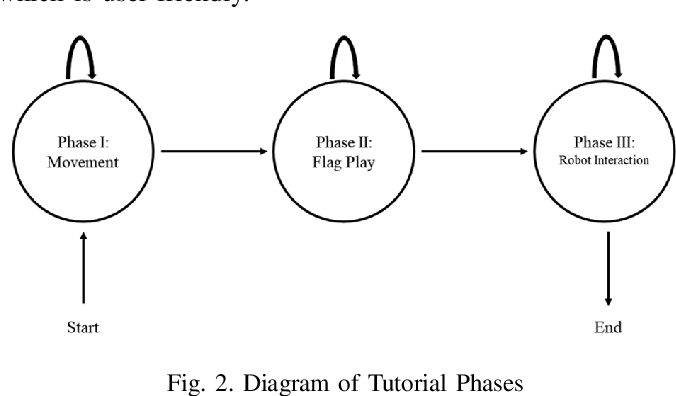 which is user friendly.
Phase I:
Movement
Phase II:
Flag Play
Phase III:
Robot Interaction
Start
End
Fig. 2. Diagram of Tutorial Phases